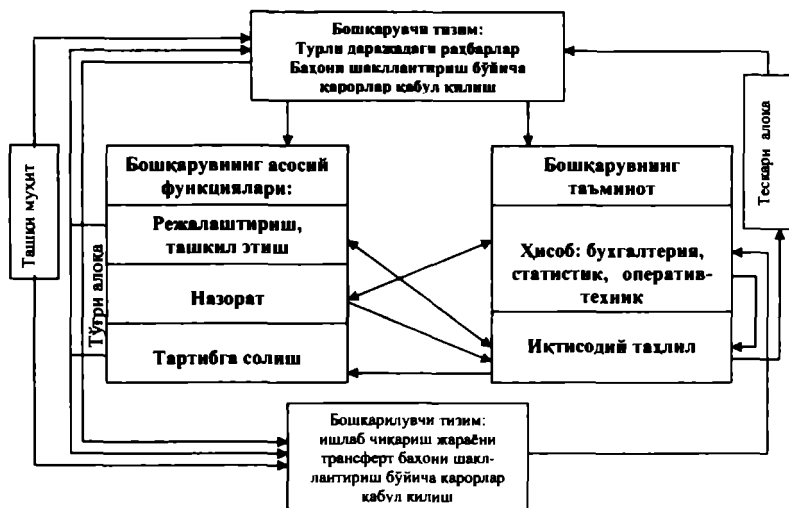 Бошқарувчи тизим:
Турли даражадаги раҳбарлар
Баҳони шакллантириш бўйича
қарорлар қабул қилиш
Ташки муҳит
Тўғри алоқа
Тескари алоқа
Бошқарувнинг асосий
функциялари:
Режалаштириш,
ташкил этиш
Назорат
Тартибга солиш
Бошқарувнинг
таъминот
Ҳисоб: бухгалтерия,
статистик, оператив-
техник
Иқтисодий таҳлил
Бошқарилувчи тизим:
ишлаб чиқариш жараёни
трансферт баҳони шакл-
лантириш бўйича қарорлар
қабул қилиш